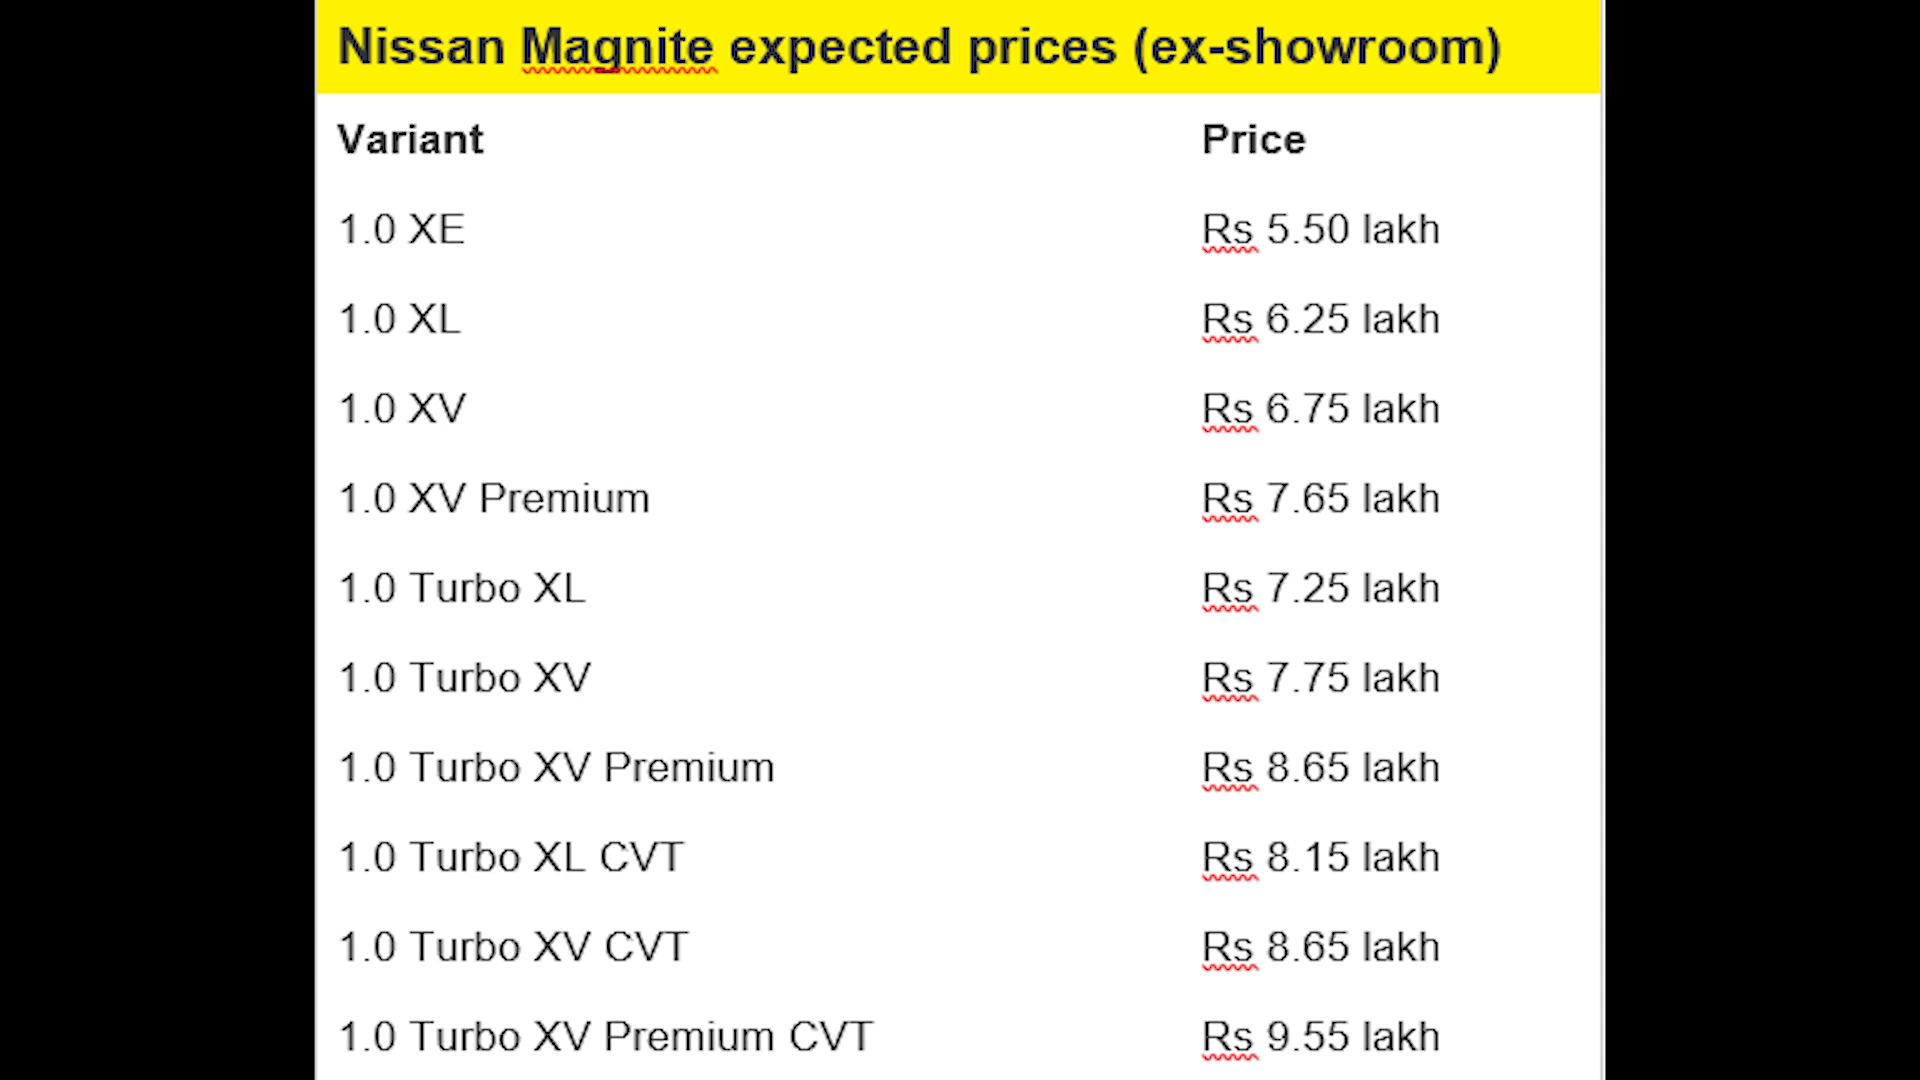 Nissan Magnite expected prices (ex-showroom)
Variant Price
1.0 XE Rs 5.50 lakh
1.0 XL Rs 6.25 lakh
1.0 XV Rs 6.75 lakh
1.0 XV Premium Rs 7.65 lakh
1.0 Turbo XL Rs 7.25 lakh
1.0 Turbo XV Rs 7.75 lakh
1.0 Turbo XV Premium Rs 8.65 lakh
1.0 Turbo XL CVT Rs 8.15 lakh
1.0 Turbo XV CVT Rs 8.65 lakh
1.0 Turbo XV Premium CVT Rs 9.55 lakh